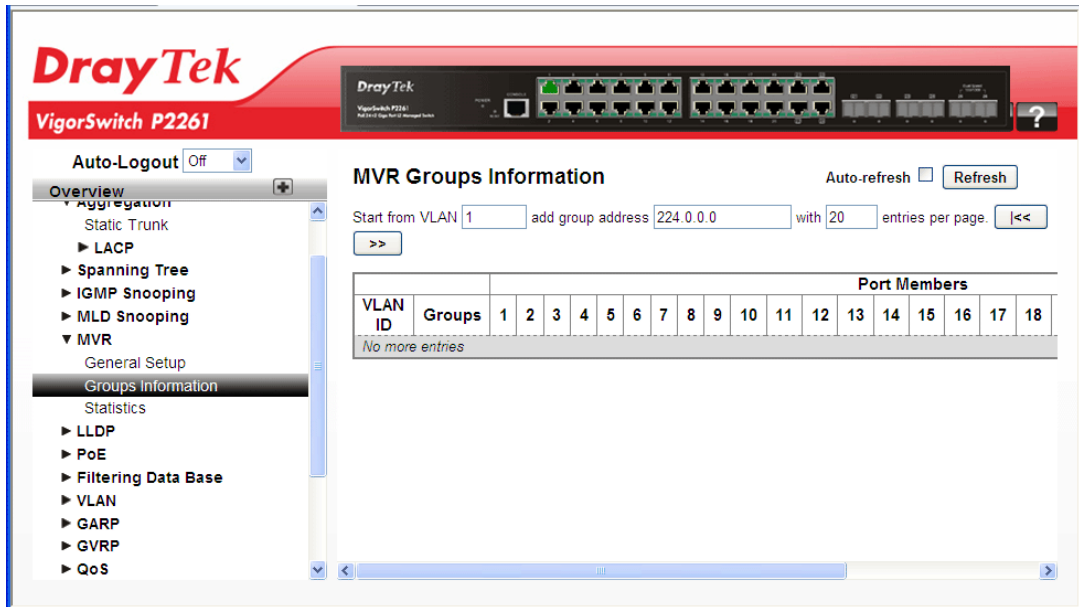 DrayTek
VigorSwitch P2261
DrayTek
VigorSwitch P2261
CONSOLE
POWER
?
Auto-Logout Off
Overview
Aggregation
Static Trunk
LACP
Spanning Tree
IGMP Snooping
MLD Snooping
MVR
General Setup
Groups Information
Statistics
LLDP
PoE
Filtering Data Base
VLAN
GARP
GVRP
QoS
MVR Groups Information
Auto-refresh Refresh
Start from VLAN 1 add group address 224.0.0.0 with 20 entries per page. |<<
>>
Port Members
VLAN ID Groups 1 2 3 4 5 6 7 8 9 10 11 12 13 14 15 16 17 18
No more entries